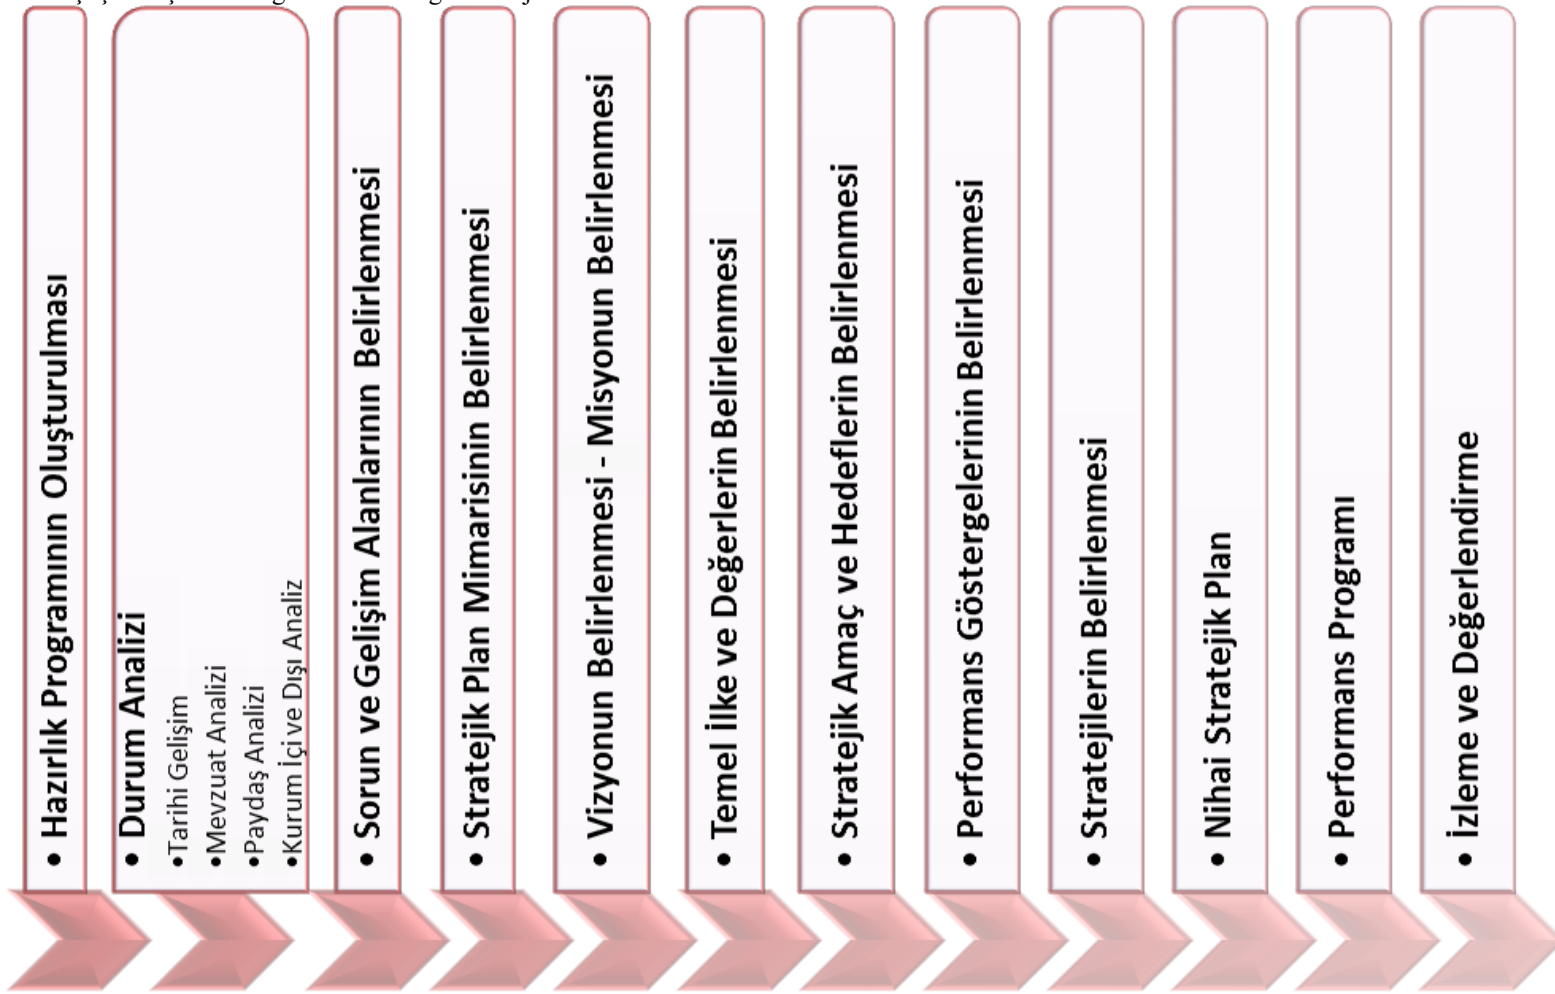 • Hazırlık Programının Oluşturulması
• Durum Analizi
•Tarihi Gelişim
•Mevzuat Analizi
•Paydaş Analizi
•Kurum İçi ve Dışı Analiz
• Sorun ve Gelişim Alanlarının Belirlenmesi
• Stratejik Plan Mimarisinin Belirlenmesi
• Vizyonun Belirlenmesi - Misyonun Belirlenmesi
• Temel İlke ve Değerlerin Belirlenmesi
• Stratejik Amaç ve Hedeflerin Belirlenmesi
• Performans Göstergelerinin Belirlenmesi
• Stratejilerin Belirlenmesi
• Nihai Stratejik Plan
• Performans Programı
• İzleme ve Değerlendirme